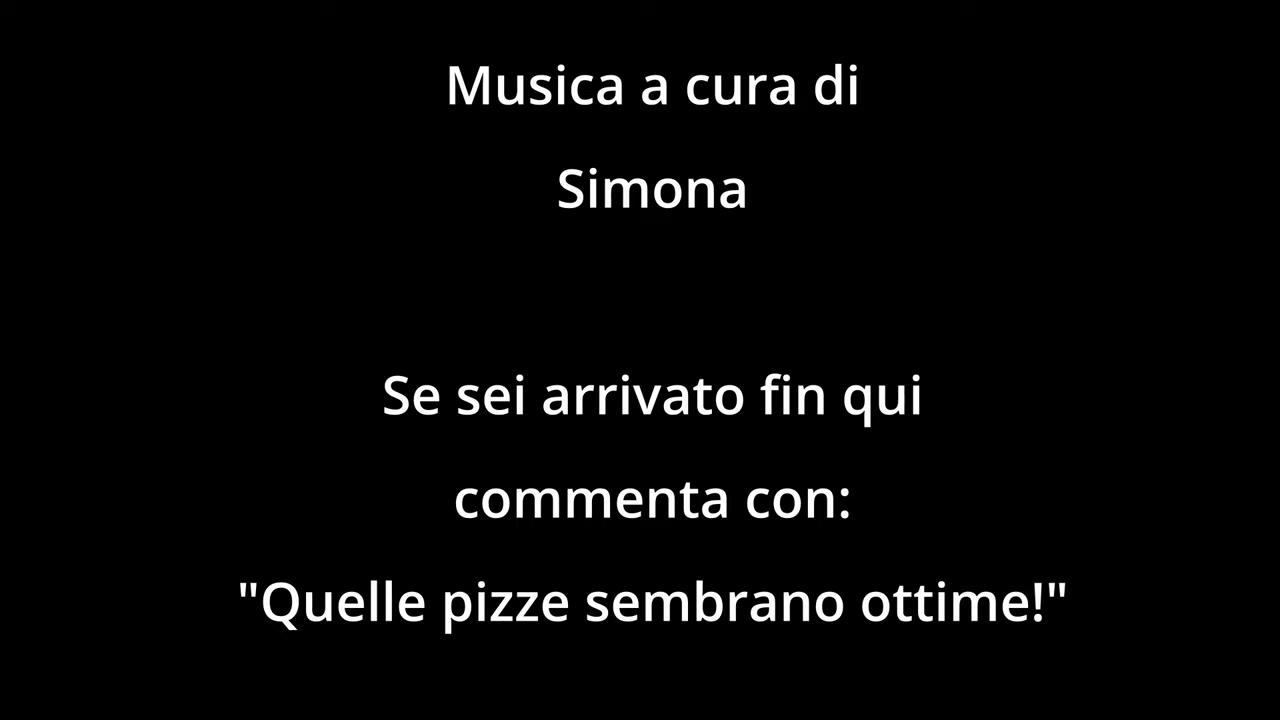 Musica a cura di
Simona
Se sei arrivato fin qui
commenta con:
"Quelle pizze sembrano ottime!"